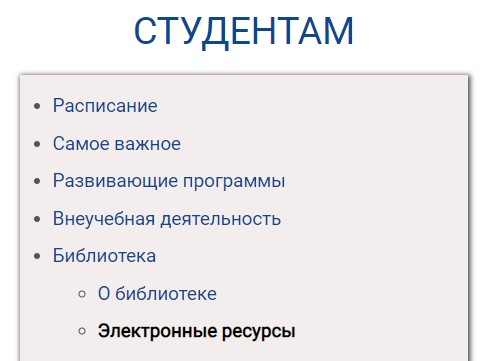 СТУДЕНТАМ
Расписание
Самое важное
Развивающие программы
Внеучебная деятельность
Библиотека
О библиотеке
Электронные ресурсы